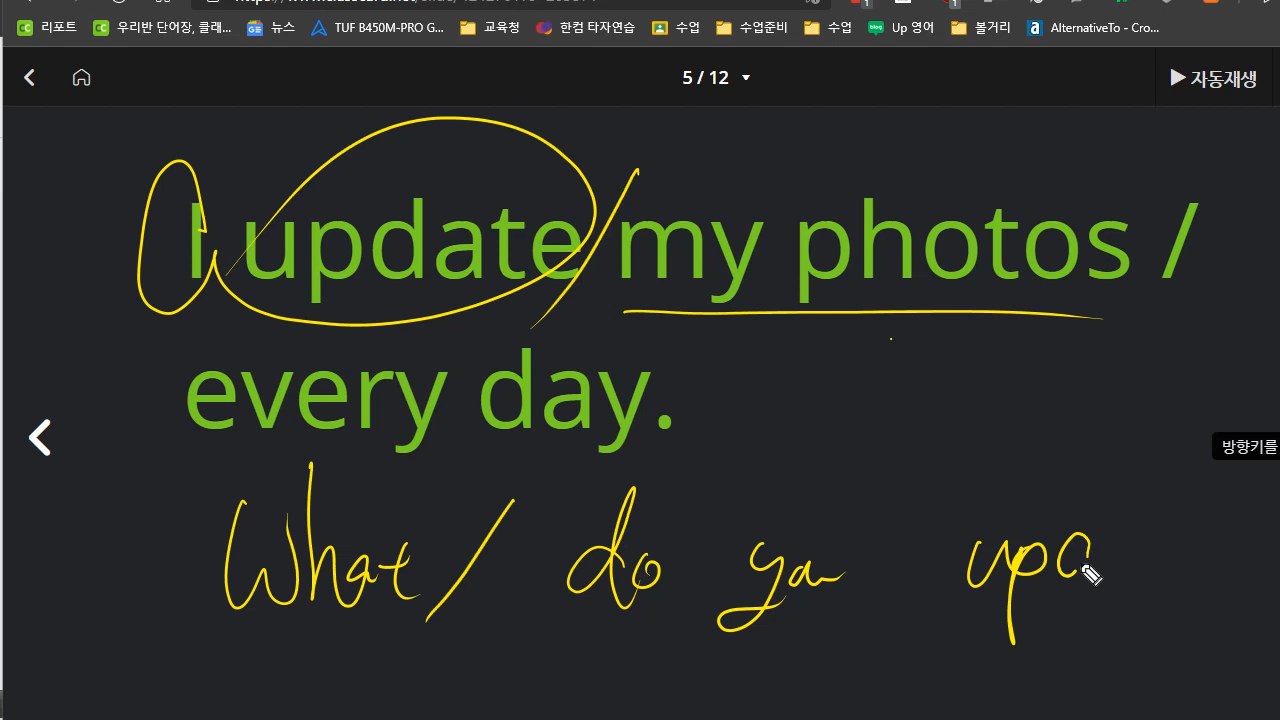 리포트 우리반 단어장, 클래... 뉴스 TUF B450M-PRO G... 교육청 한컴 타자연습 수업 수업준비 수업 Up 영어 볼거리 AlternativeTo - Cro...
5 / 12 자동재생
I update / my photos /
every day.
방향키를
What / do you